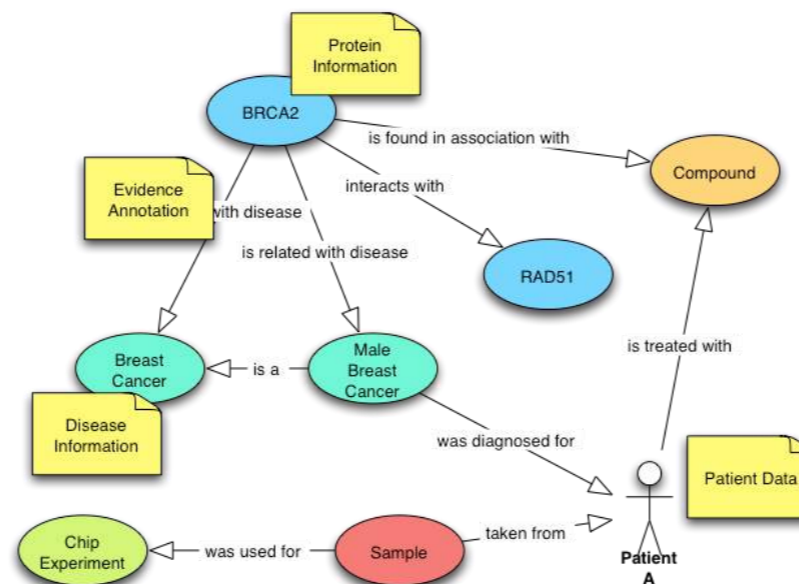 Protein
Information
BRCA2
is found in association with
Compound
Evidence
Annotation
with disease
interacts with
is related with disease
RAD51
Breast
Cancer
is a
Male
Breast
Cancer
is treated with
Disease
Information
was diagnosed for
Patient Data
Chip
Experiment
was used for
Sample
taken from
Patient
A